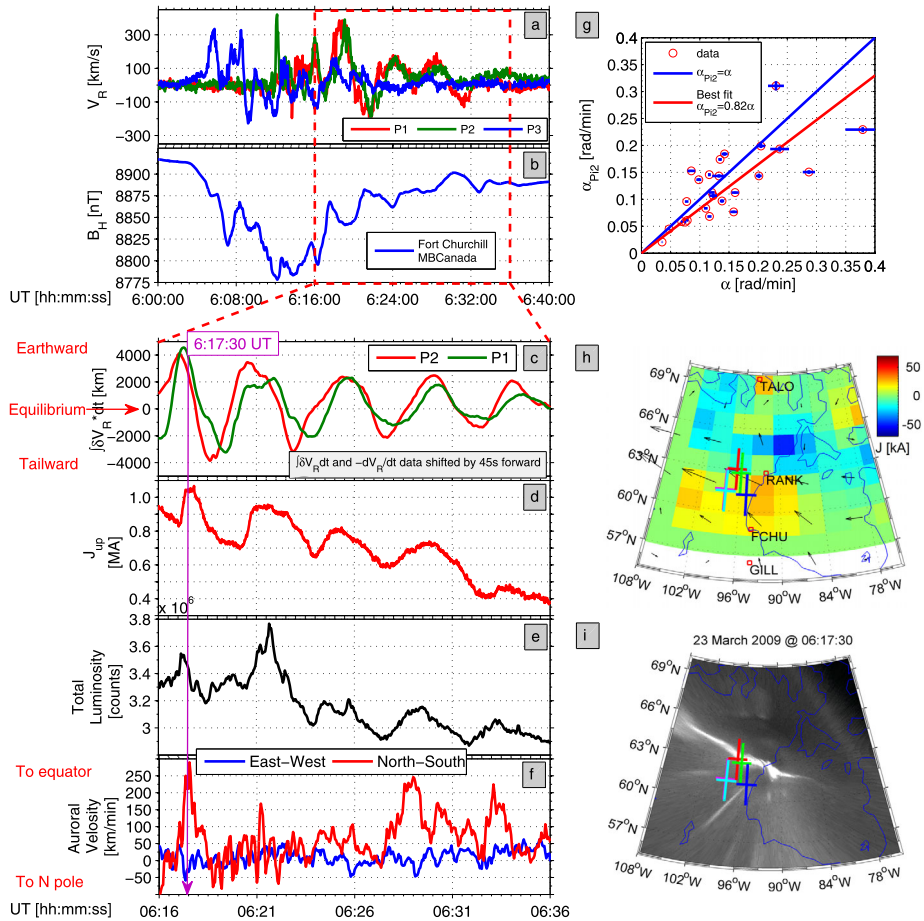 a
300
100
−100
−300
V_R [km/s]
P1 P2 P3
b
8900
8875
8850
8825
8800
8775
B_H [nT]
Fort Churchill
MBCanada
UT [hh:mm:ss]
6:00:00 6:08:00 6:16:00 6:24:00 6:32:00 6:40:00
6:17:30 UT
c
P2 P1
Earthward
Equilibrium
Tailward
4000
2000
0
−2000
−4000
∫δV_R*dt [km]
∫δV_Rdt and −dV_R/dt data shifted by 45s forward
d
1.0
0.8
0.6
0.4
J_up
[MA]
x 10^6
e
3.8
3.6
3.4
3.2
3
Total
Luminosity
[counts]
f
East−West North−South
To equator
To N pole
250
200
150
100
50
0
−50
Auroral
Velosity
[km/min]
UT [hh:mm:ss]
06:16 06:21 06:26 06:31 06:36
g
0.4
0.3
0.2
0.15
0.1
0.05
0
α_Pi2 [rad/min]
data
α_Pi2=α
Best fit
α_Pi2=0.82α
0 0.05 0.1 0.15 0.2 0.25 0.3 0.35 0.4
α [rad/min]
h
69°N
66°N
63°N
60°N
57°N
TALO
RANK
FCHU
GILL
50
0
−50
J [kA]
108°W 102°W 96°W 90°W 84°W 78°W
i
23 March 2009 @ 06:17:30
69°N
66°N
63°N
60°N
57°N
108°W 102°W 96°W 90°W 84°W 78°W